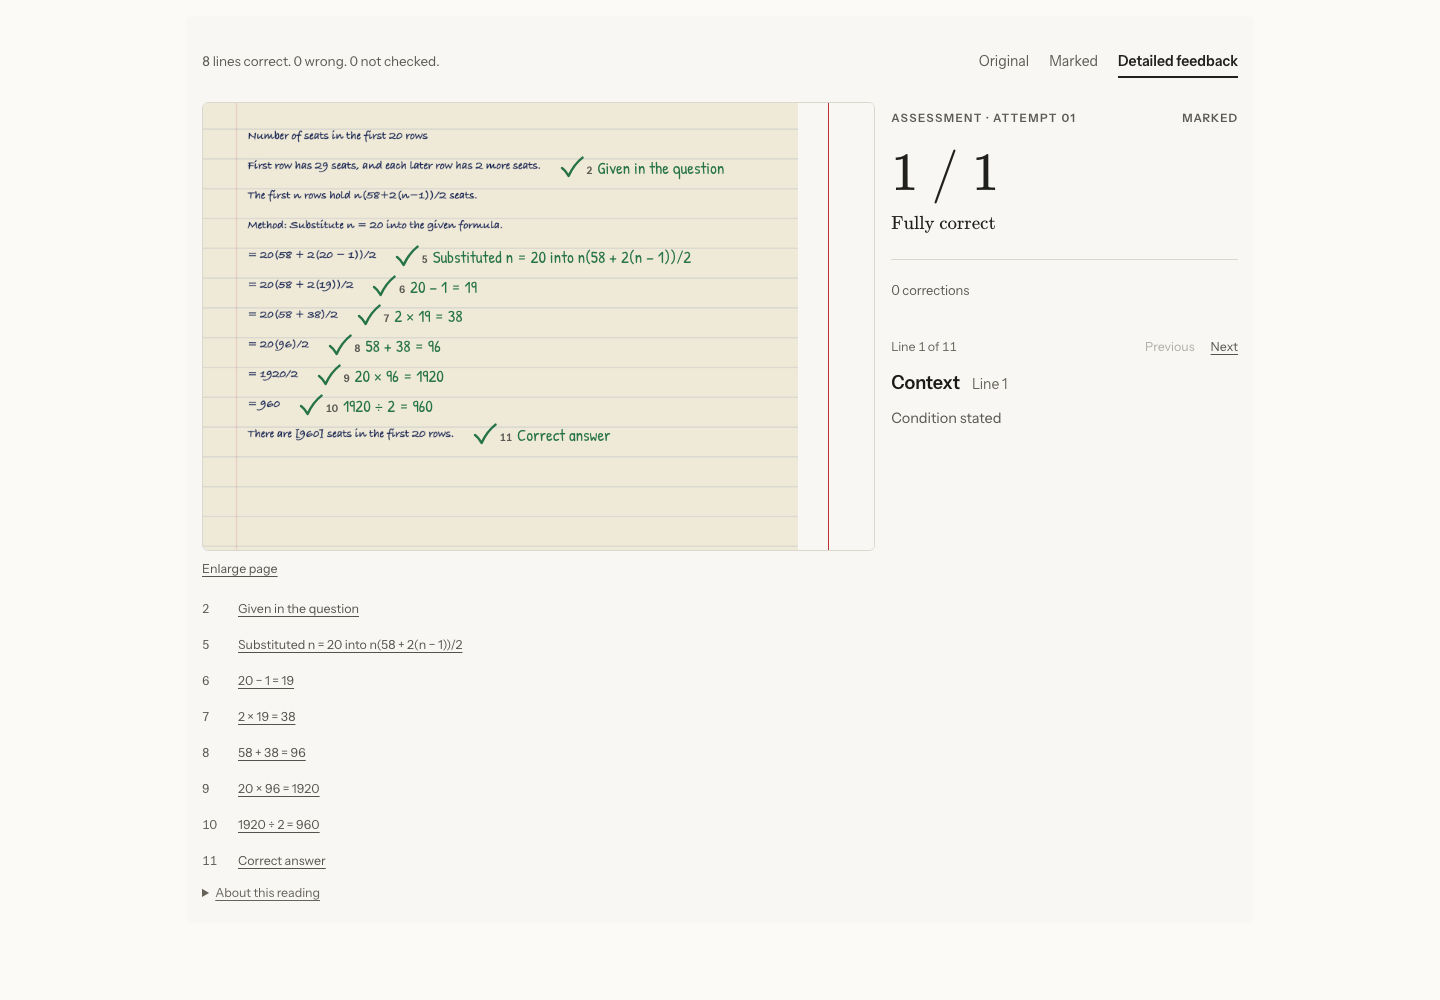 8 lines correct. 0 wrong. 0 not checked.
Original Marked Detailed feedback
Number of seats in the first 20 rows
First row has 29 seats, and each later row has 2 more seats. 2 Given in the question
The first n rows hold n(58+2(n−1))/2 seats.
Method: Substitute n = 20 into the given formula.
= 20(58 + 2(20 − 1))/2 5 Substituted n = 20 into n(58 + 2(n − 1))/2
= 20(58 + 2(19))/2 6 20 − 1 = 19
= 20(58 + 38)/2 7 2 × 19 = 38
= 20(96)/2 8 58 + 38 = 96
= 1920/2 9 20 × 96 = 1920
= 960 10 1920 ÷ 2 = 960
There are [960] seats in the first 20 rows. 11 Correct answer
Enlarge page
2 Given in the question
5 Substituted n = 20 into n(58 + 2(n − 1))/2
6 20 − 1 = 19
7 2 × 19 = 38
8 58 + 38 = 96
9 20 × 96 = 1920
10 1920 ÷ 2 = 960
11 Correct answer
About this reading
ASSESSMENT · ATTEMPT 01 MARKED
1 / 1
Fully correct
0 corrections
Line 1 of 11 Previous Next
Context Line 1
Condition stated